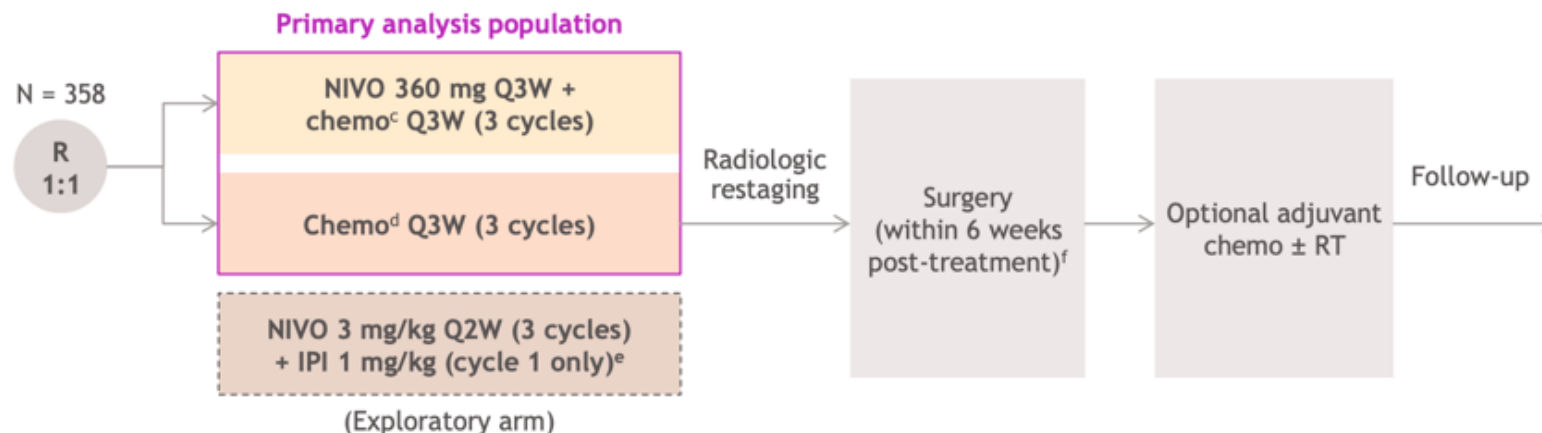 Primary analysis population
N = 358
R
1:1
NIVO 360 mg Q3W +
chemoᶜ Q3W (3 cycles)
Chemoᵈ Q3W (3 cycles)
NIVO 3 mg/kg Q2W (3 cycles)
+ IPI 1 mg/kg (cycle 1 only)ᵉ
(Exploratory arm)
Radiologic
restaging
Surgery
(within 6 weeks
post-treatment)ᶠ
Optional adjuvant
chemo ± RT
Follow-up